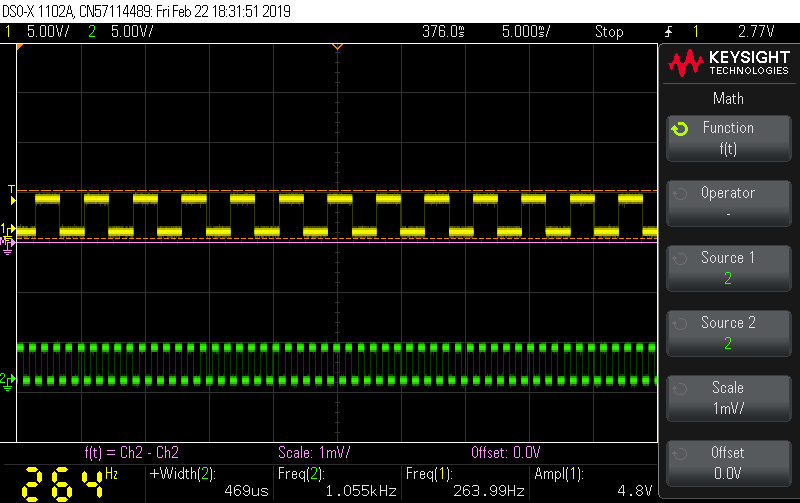 DSO-X 1102A, CN57114489: Fri Feb 22 18:31:51 2019
1 5.00V/ 2 5.00V/ 376.0s 5.000s/ Stop 1 2.77V
KEYSIGHT
TECHNOLOGIES
Math
Function
f(t)
Operator
-
Source 1
2
Source 2
2
Scale
1mV/
Offset
0.0V
T
1
M
2
f(t) = Ch2 - Ch2 Scale: 1mV/ Offset: 0.0V
264Hz
+Width(2): Freq(2): Freq(1): Ampl(1):
469us 1.055kHz 263.99Hz 4.8V